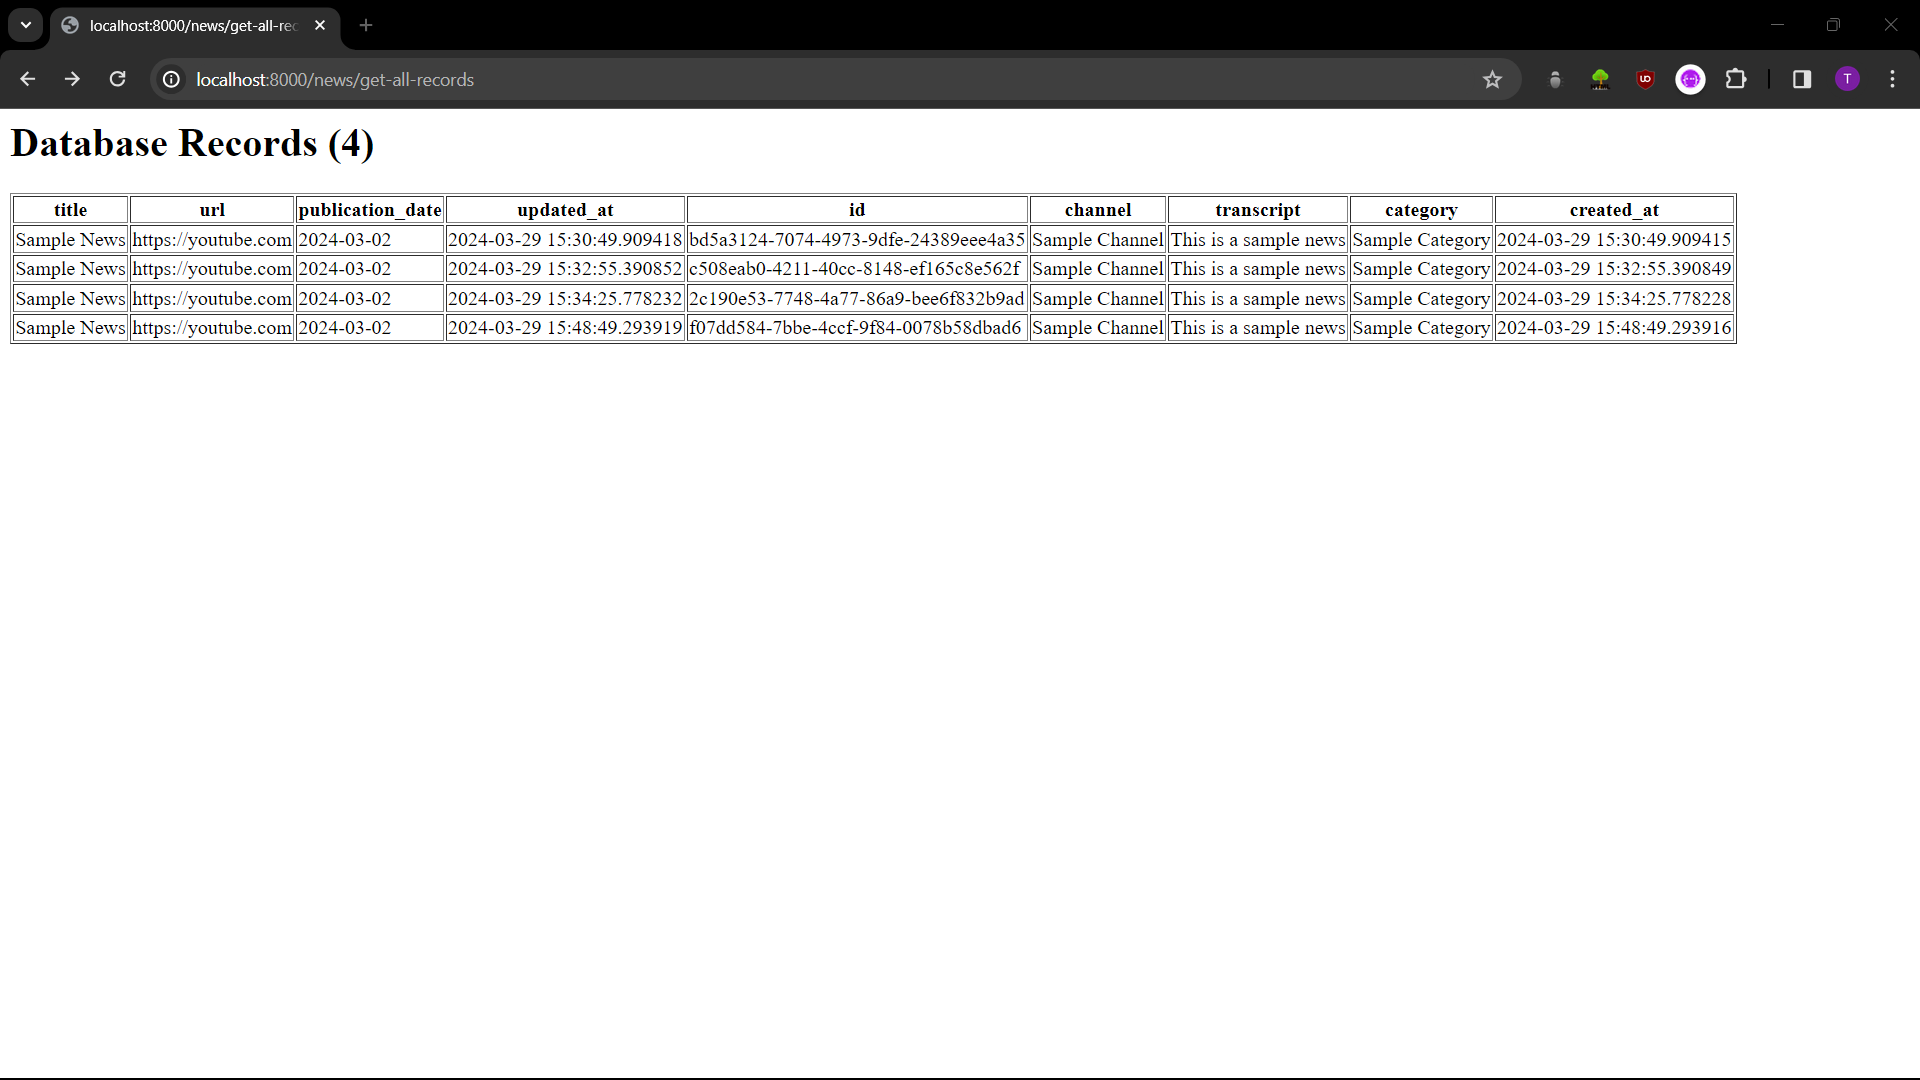 localhost:8000/news/get-all-rec
localhost:8000/news/get-all-records
T
Database Records (4)
title url publication_date updated_at id channel transcript category created_at
Sample News https://youtube.com 2024-03-02 2024-03-29 15:30:49.909418 bd5a3124-7074-4973-9dfe-24389eee4a35 Sample Channel This is a sample news Sample Category 2024-03-29 15:30:49.909415
Sample News https://youtube.com 2024-03-02 2024-03-29 15:32:55.390852 c508eab0-4211-40cc-8148-ef165c8e562f Sample Channel This is a sample news Sample Category 2024-03-29 15:32:55.390849
Sample News https://youtube.com 2024-03-02 2024-03-29 15:34:25.778232 2c190e53-7748-4a77-86a9-bee6f832b9ad Sample Channel This is a sample news Sample Category 2024-03-29 15:34:25.778228
Sample News https://youtube.com 2024-03-02 2024-03-29 15:48:49.293919 f07dd584-7bbe-4ccf-9f84-0078b58dbad6 Sample Channel This is a sample news Sample Category 2024-03-29 15:48:49.293916